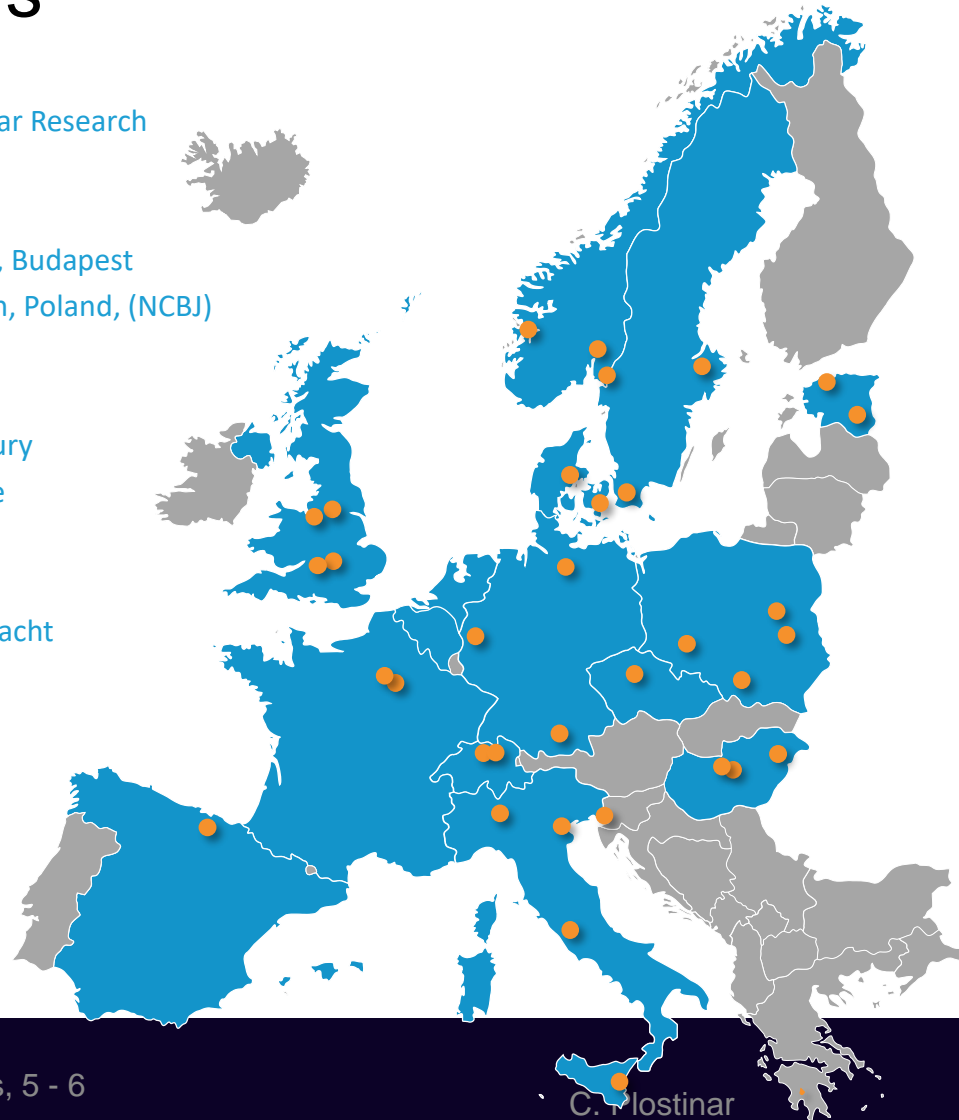 s
ar Research
, Budapest
n, Poland, (NCBJ)
ury
e
acht
s, 5 - 6
C. Plostinar